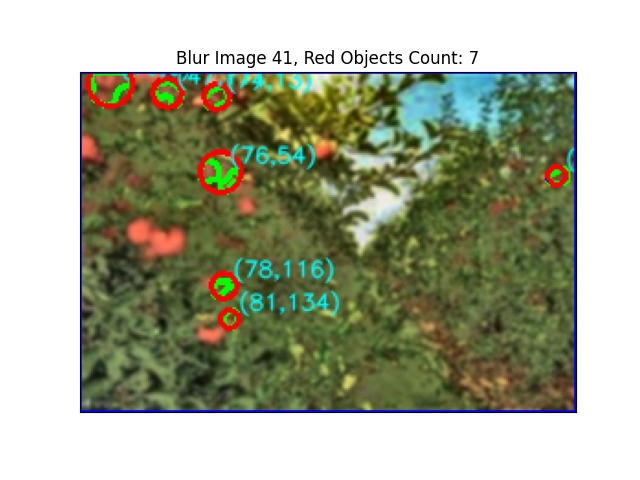 Blur Image 41, Red Objects Count: 7
(76,54)
(78,116)
(81,134)